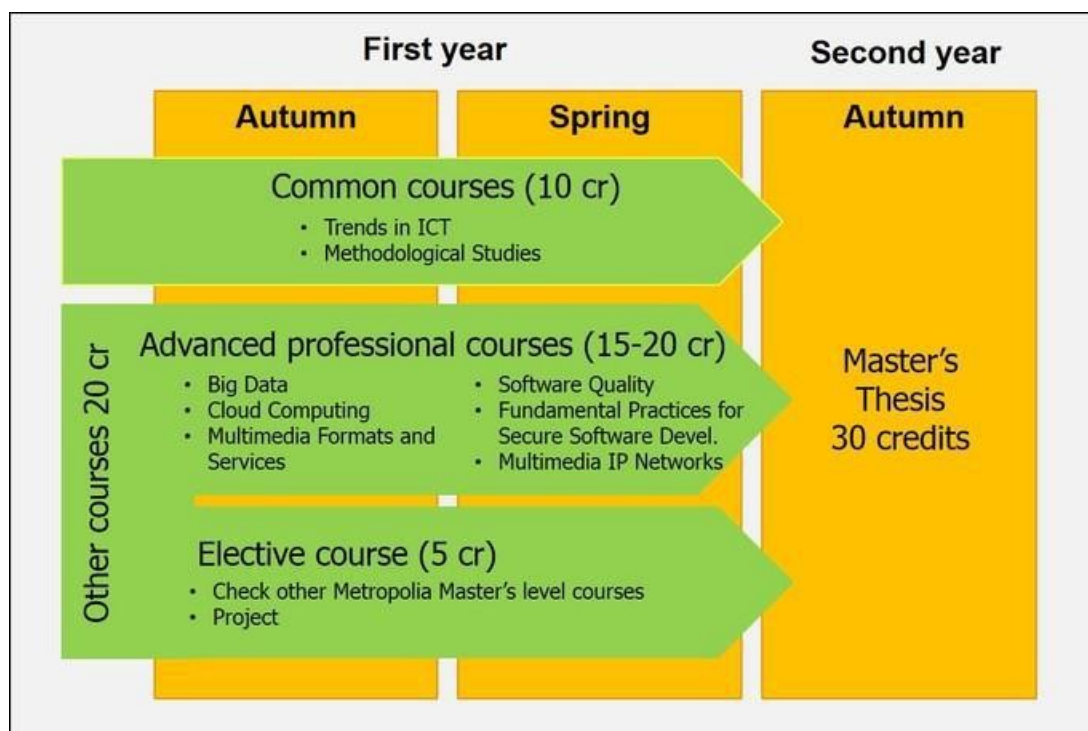 First year
Second year
Autumn
Spring
Autumn
Common courses (10 cr)
• Trends in ICT
• Methodological Studies
Other courses 20 cr
Advanced professional courses (15-20 cr)
• Big Data
• Cloud Computing
• Multimedia Formats and
Services
• Software Quality
• Fundamental Practices for
Secure Software Devel.
• Multimedia IP Networks
Elective course (5 cr)
• Check other Metropolia Master's level courses
• Project
Master's
Thesis
30 credits